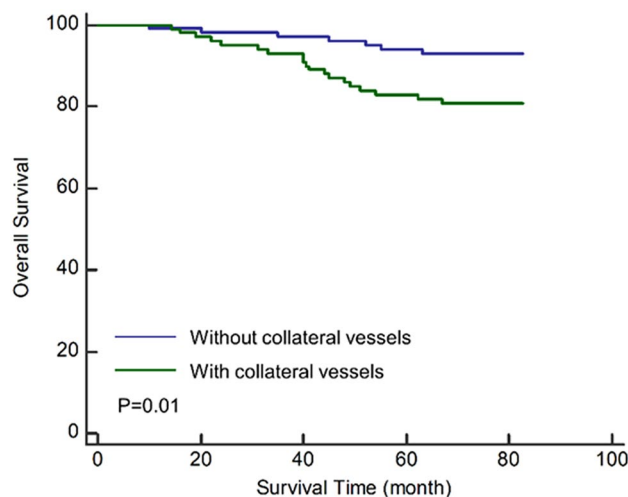 Overall Survival
100
80
60
40
20
0
Without collateral vessels
With collateral vessels
P=0.01
0 20 40 60 80 100
Survival Time (month)